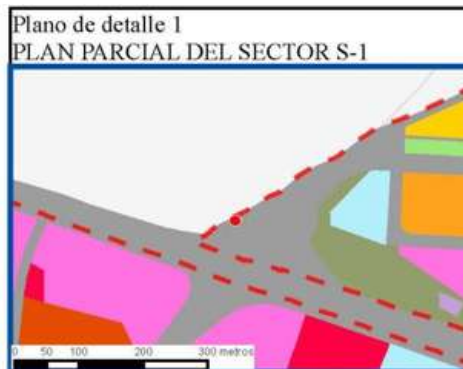 Plano de detalle 1
PLAN PARCIAL DEL SECTOR S-1
0 50 100 200 300 metros